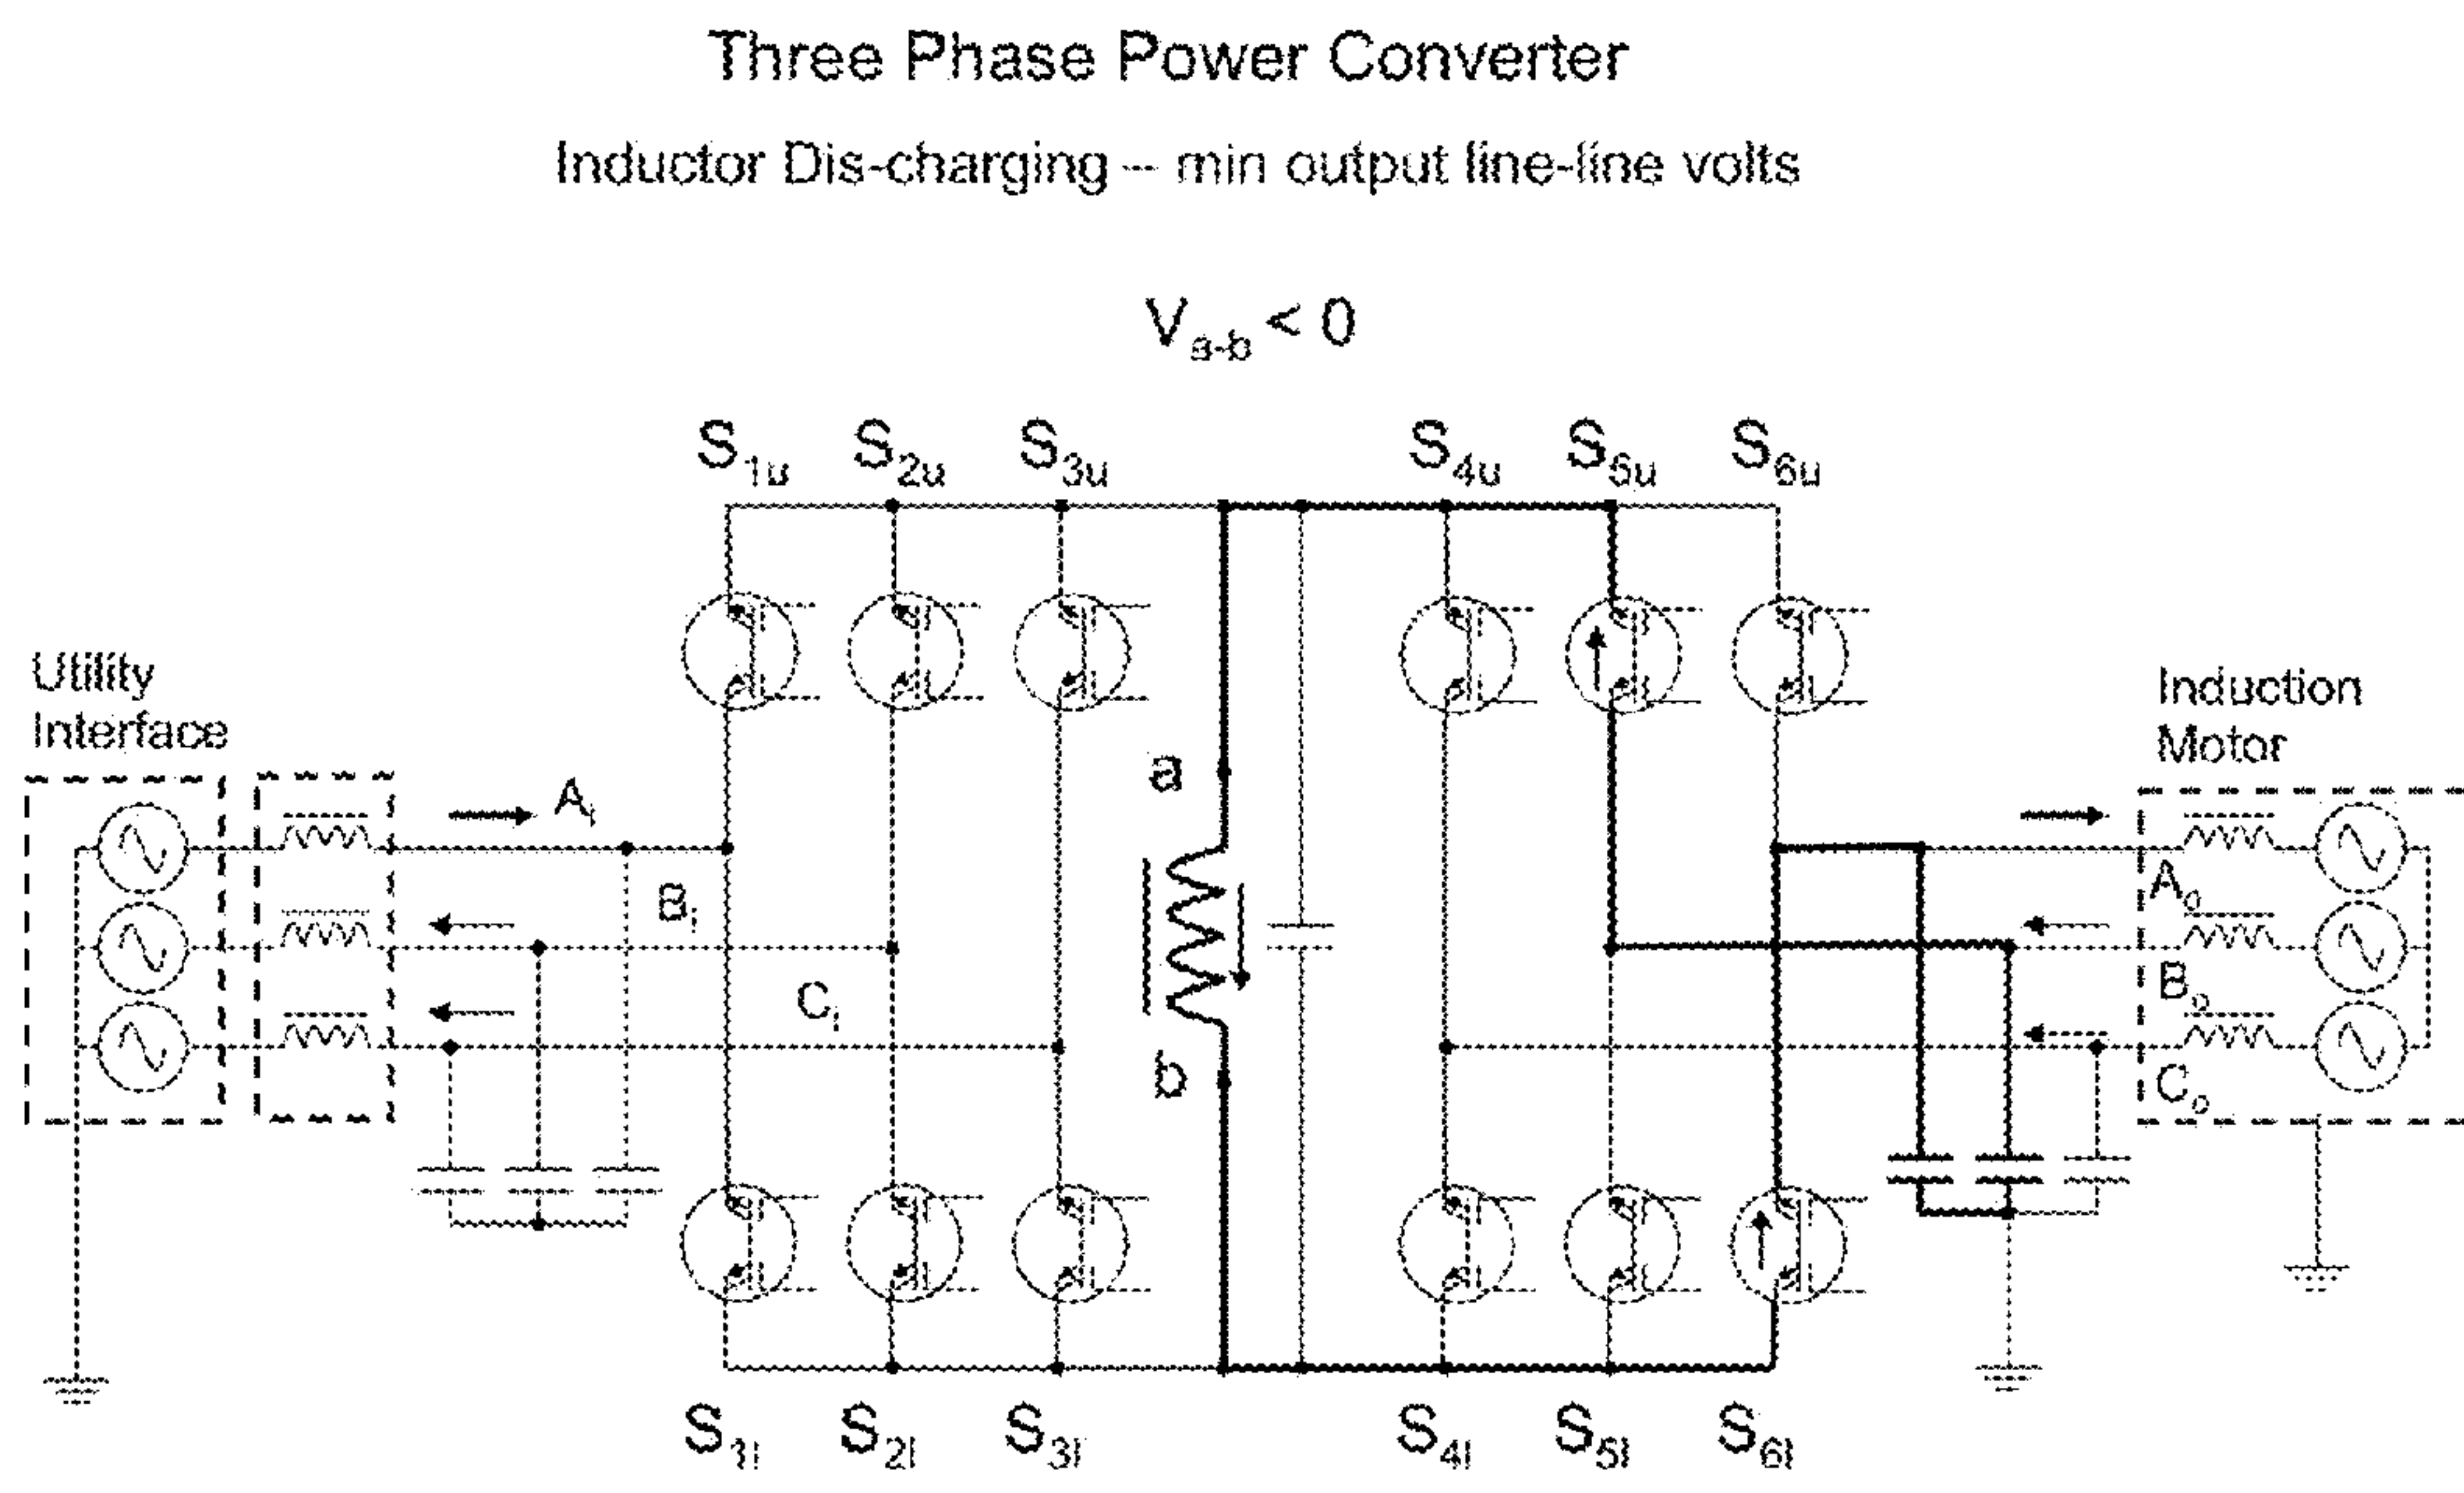 Three Phase Power Converter
Inductor Dis-charging – min output line-line volts
Va-b < 0
S1u S2u S3u S4u S5u S6u
Utility
Interface
Induction
Motor
Ai
Bi
Ci
a
b
Ao
Bo
Co
S1l S2l S3l S4l S5l S6l